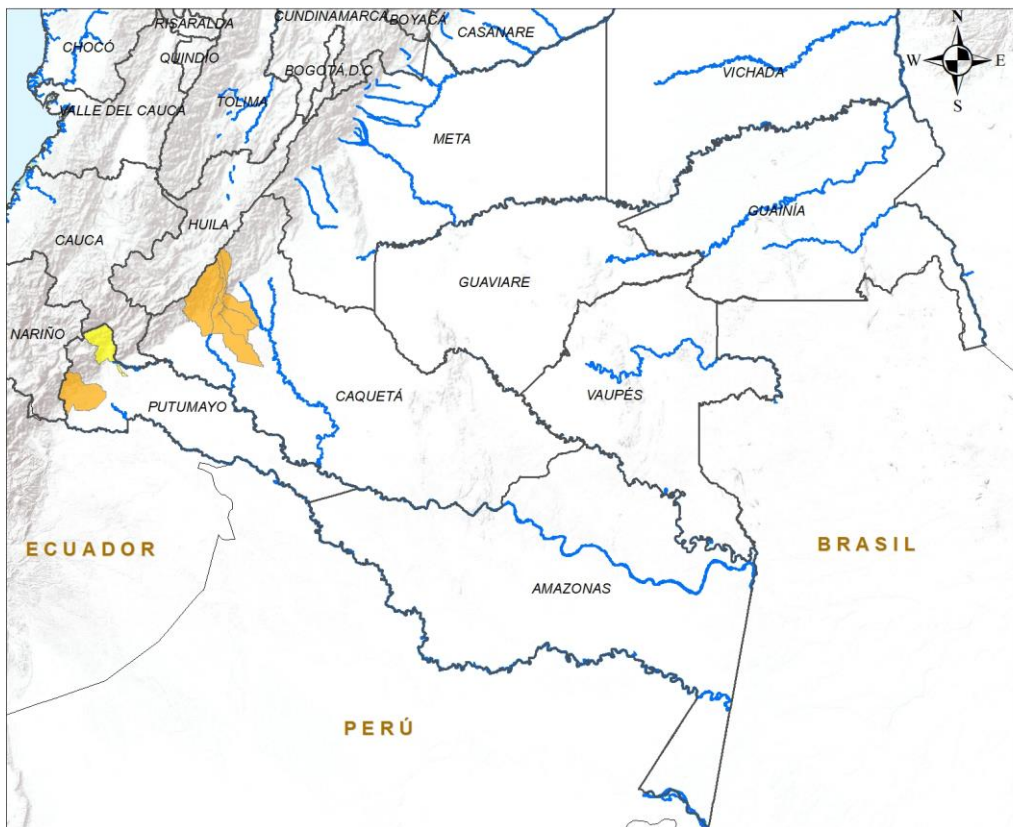 RISARALDA
CUNDINAMARCA
BOYACÁ
CASANARE
N
CHOCÓ
QUINDÍO
BOGOTÁ,D.C
W
E
VICHADA
S
VALLE DEL CAUCA
TOLIMA
META
HUILA
GUAINÍA
CAUCA
GUAVIARE
NARIÑO
CAQUETÁ
VAUPÉS
PUTUMAYO
ECUADOR
BRASIL
AMAZONAS
PERÚ